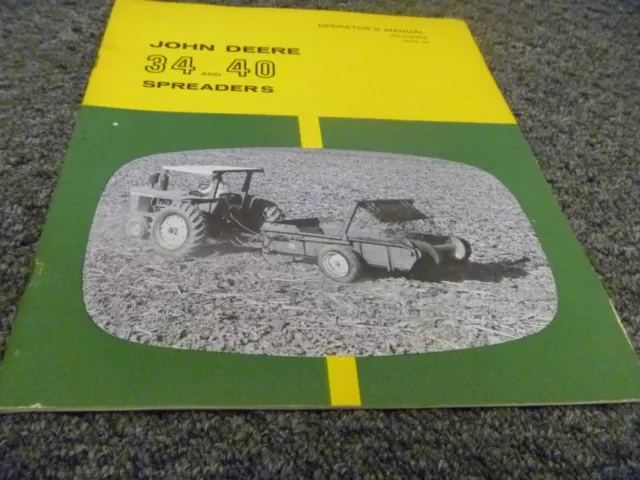 OPERATOR'S MANUAL
JOHN DEERE
34 AND 40
SPREADERS